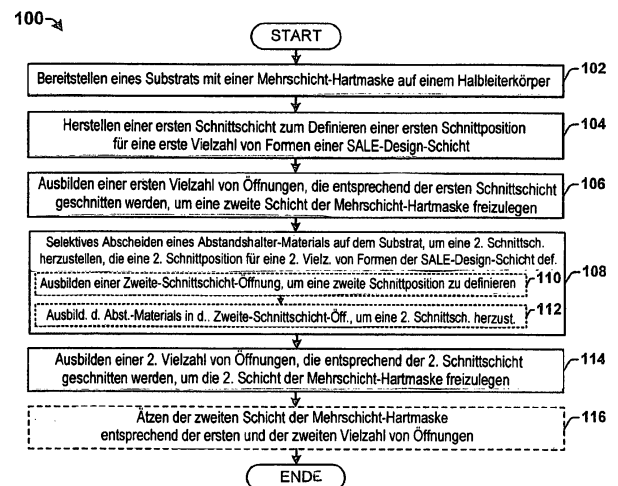 100
START
Bereitstellen eines Substrats mit einer Mehrschicht-Hartmaske auf einem Halbleiterkörper
102
Herstellen einer ersten Schnittschicht zum Definieren einer ersten Schnittposition
für eine erste Vielzahl von Formen einer SALE-Design-Schicht
104
Ausbilden einer ersten Vielzahl von Öffnungen, die entsprechend der ersten Schnittschicht
geschnitten werden, um eine zweite Schicht der Mehrschicht-Hartmaske freizulegen
106
Selektives Abscheiden eines Abstandshalter-Materials auf dem Substrat, um eine 2. Schnittsch.
herzustellen, die eine 2. Schnittposition für eine 2. Vielz. von Formen der SALE-Design-Schicht def.
108
Ausbilden einer Zweite-Schnittschicht-Öffnung, um eine zweite Schnittposition zu definieren
110
Ausbild. d. Abst.-Materials in d.. Zweite-Schnittschicht-Öff., um eine 2. Schnittsch. herzust.
112
Ausbilden einer 2. Vielzahl von Öffnungen, die entsprechend der 2. Schnittschicht
geschnitten werden, um die 2. Schicht der Mehrschicht-Hartmaske freizulegen
114
Ätzen der zweiten Schicht der Mehrschicht-Hartmaske
entsprechend der ersten und der zweiten Vielzahl von Öffnungen
116
ENDE